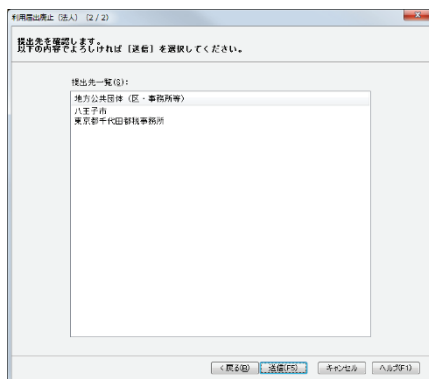 利用届出廃止（法人）（2/2）
提出先を確認します。
以下の内容でよろしければ［送信］を選択してください。
提出先一覧(S)：
地方公共団体（区・事務所等）
八王子市
東京都千代田都税事務所
< 戻る(B)
送信(F5)
キャンセル
ヘルプ(F1)